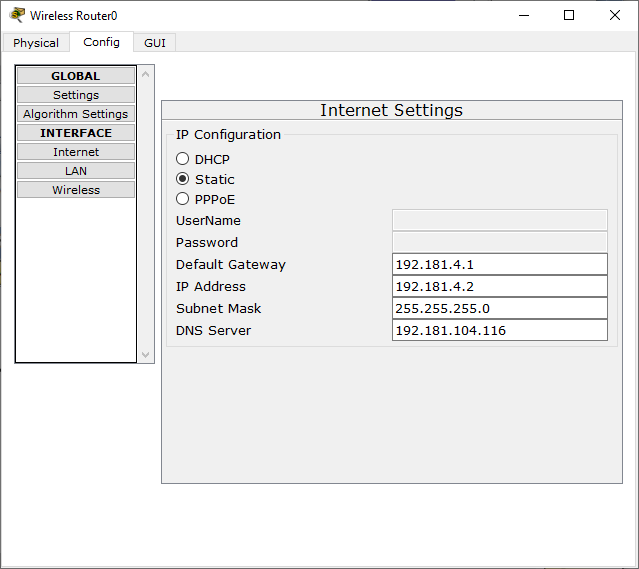 Wireless Router0
Physical
Config
GUI
GLOBAL
Settings
Algorithm Settings
INTERFACE
Internet
LAN
Wireless
Internet Settings
IP Configuration
DHCP
Static
PPPoE
UserName
Password
Default Gateway 192.181.4.1
IP Address 192.181.4.2
Subnet Mask 255.255.255.0
DNS Server 192.181.104.116